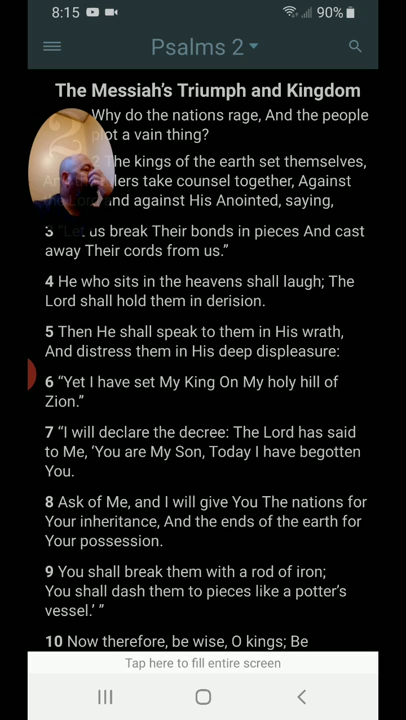 8:15 90%
Psalms 2
The Messiah's Triumph and Kingdom
Why do the nations rage, And the people
plot a vain thing?
2 The kings of the earth set themselves,
And the rulers take counsel together, Against
the Lord and against His Anointed, saying,
3 “Let us break Their bonds in pieces And cast
away Their cords from us.”
4 He who sits in the heavens shall laugh; The
Lord shall hold them in derision.
5 Then He shall speak to them in His wrath,
And distress them in His deep displeasure:
6 “Yet I have set My King On My holy hill of
Zion.”
7 “I will declare the decree: The Lord has said
to Me, ‘You are My Son, Today I have begotten
You.
8 Ask of Me, and I will give You The nations for
Your inheritance, And the ends of the earth for
Your possession.
9 You shall break them with a rod of iron;
You shall dash them to pieces like a potter’s
vessel.’ ”
10 Now therefore, be wise, O kings; Be
Tap here to fill entire screen